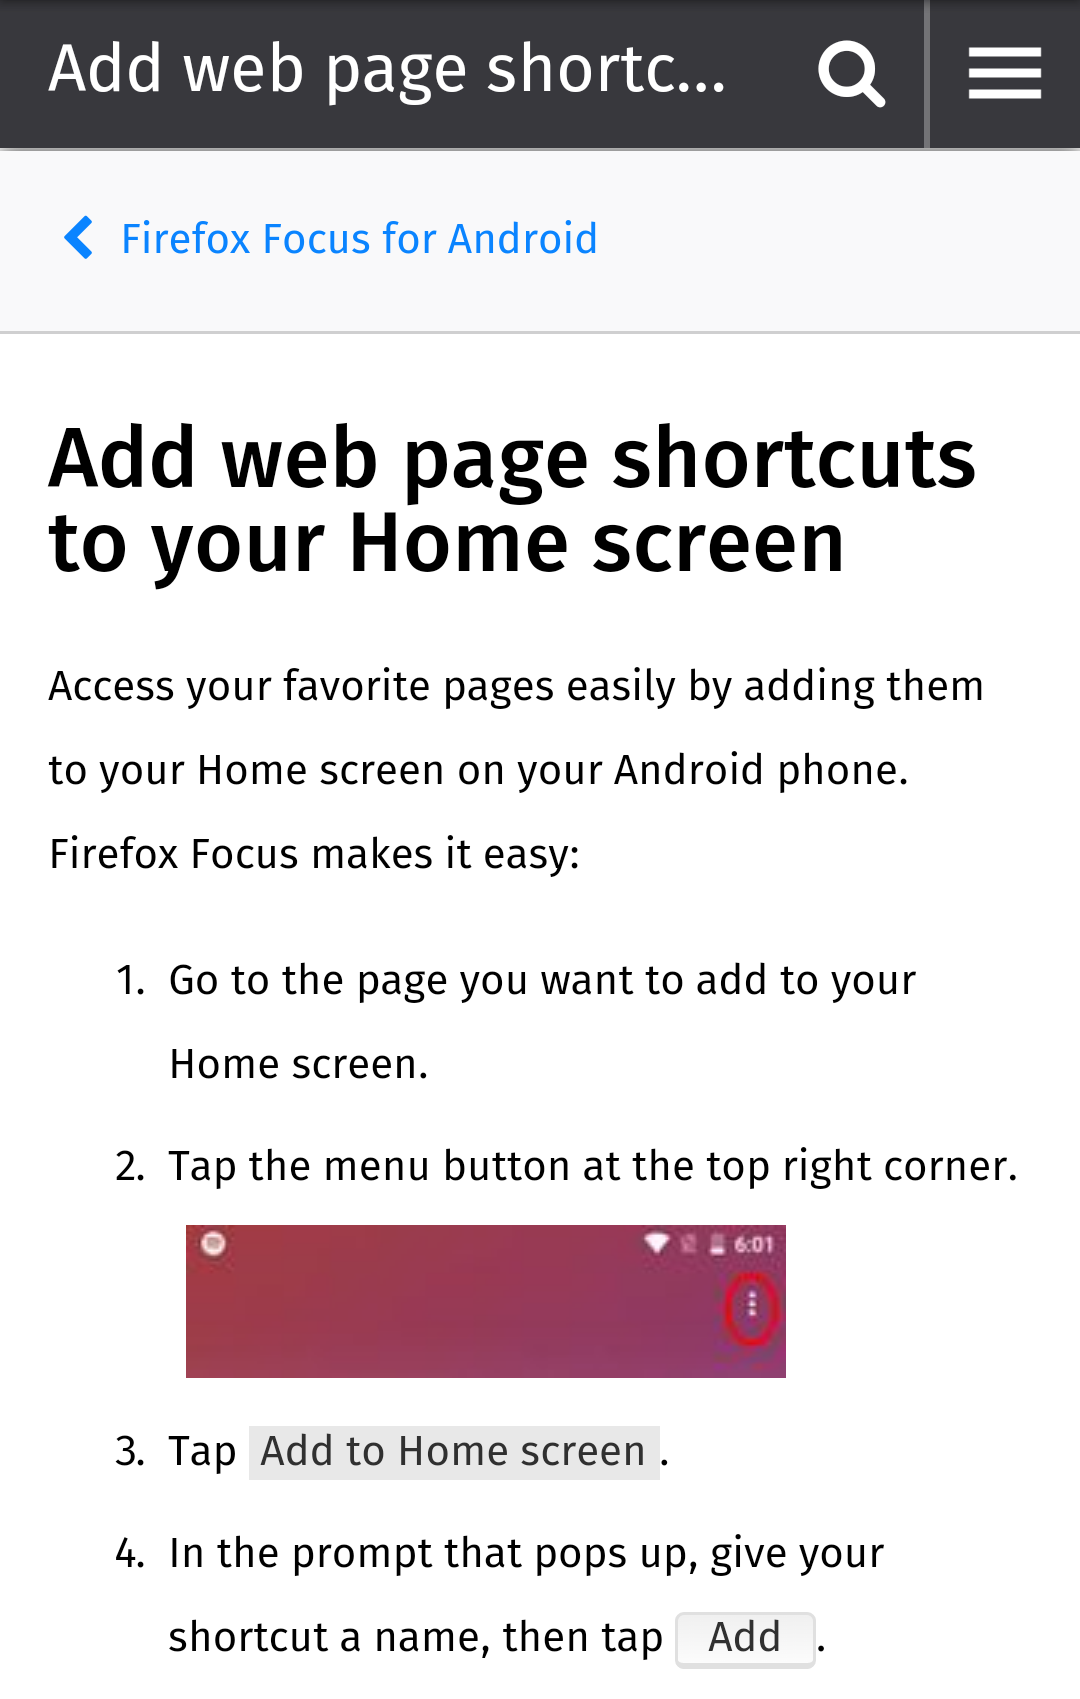 Add web page shortc...
Firefox Focus for Android
Add web page shortcuts
to your Home screen
Access your favorite pages easily by adding them
to your Home screen on your Android phone.
Firefox Focus makes it easy:
1. Go to the page you want to add to your
Home screen.
2. Tap the menu button at the top right corner.
6:01
3. Tap Add to Home screen .
4. In the prompt that pops up, give your
shortcut a name, then tap Add .